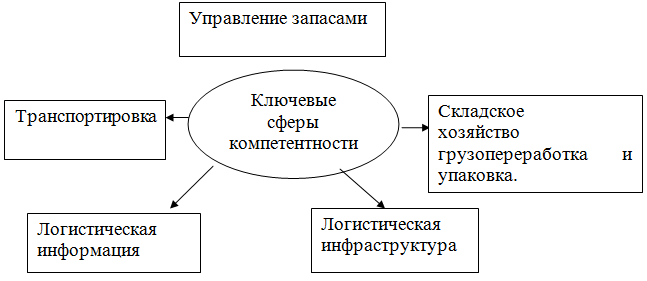 Управление запасами
Ключевые
сферы
компетентности
Транспортировка
Складское
хозяйство
грузопереработка и
упаковка.
Логистическая
информация
Логистическая
инфраструктура